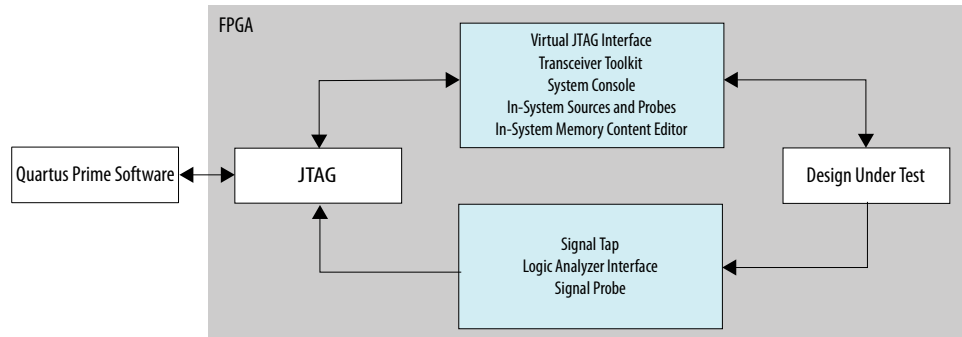 FPGA
Virtual JTAG Interface
Transceiver Toolkit
System Console
In-System Sources and Probes
In-System Memory Content Editor
Quartus Prime Software
JTAG
Design Under Test
Signal Tap
Logic Analyzer Interface
Signal Probe